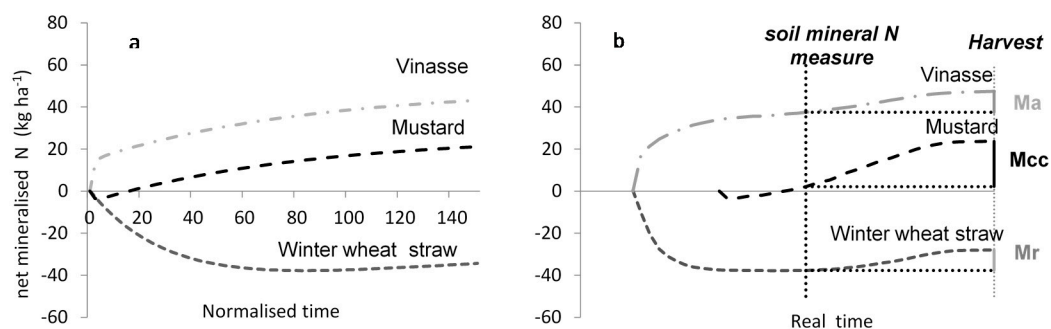 80
60
40
20
0
-20
-40
-60
net mineralised N (kg ha-1)
a
Vinasse
Mustard
0 20 40 60 80 100 120 140
Winter wheat straw
Normalised time
80
60
40
20
0
-20
-40
-60
b
soil mineral N
measure
Harvest
Vinasse
Ma
Mustard
Mcc
Winter wheat straw
Mr
Real time